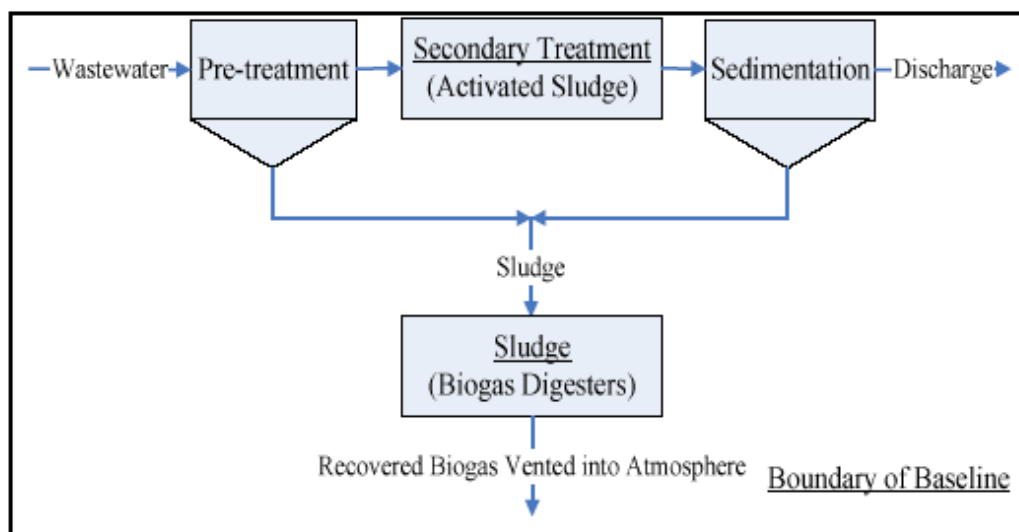 Wastewater
Pre-treatment
Secondary Treatment
(Activated Sludge)
Sedimentation
Discharge
Sludge
Sludge
(Biogas Digesters)
Recovered Biogas Vented into Atmosphere
Boundary of Baseline